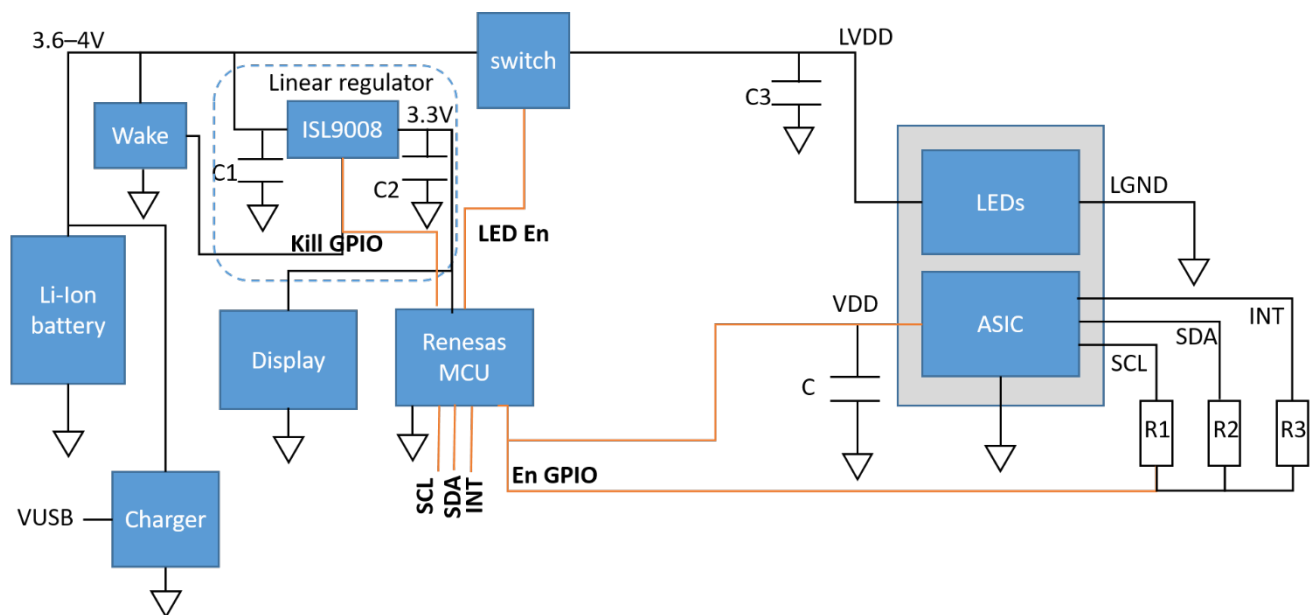 3.6–4V
switch
LVDD
Linear regulator
C3
ISL9008
3.3V
Wake
C1
C2
LEDs
LGND
Kill GPIO
LED En
Li-Ion
battery
Display
Renesas
MCU
VDD
ASIC
INT
SDA
SCL
C
R1
R2
R3
SCL
SDA
INT
En GPIO
VUSB
Charger